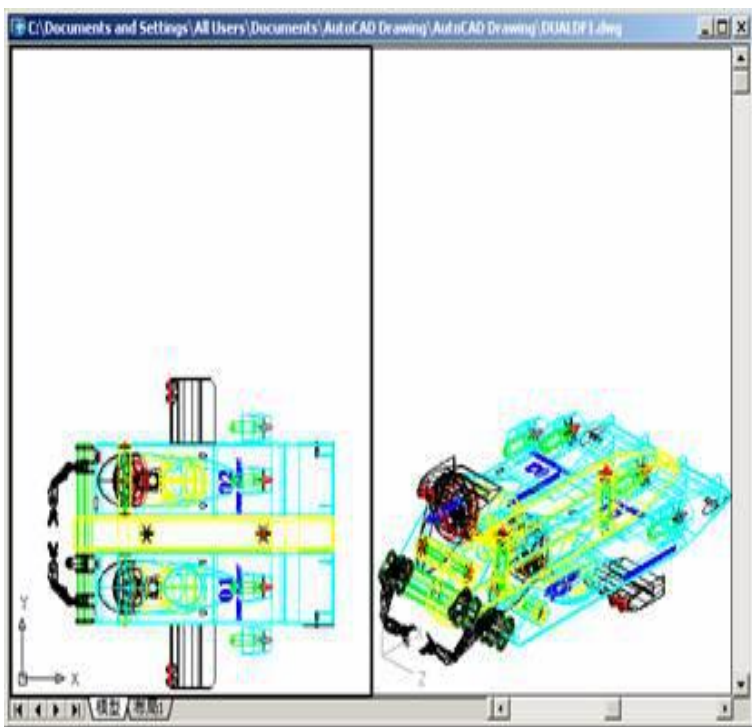 C:\Documents and Settings\All Users\Documents\AutoCAD Drawing\AutoCAD Drawing\DUALDF1.dwg
02
01
Y
X
Z
模型 布局1